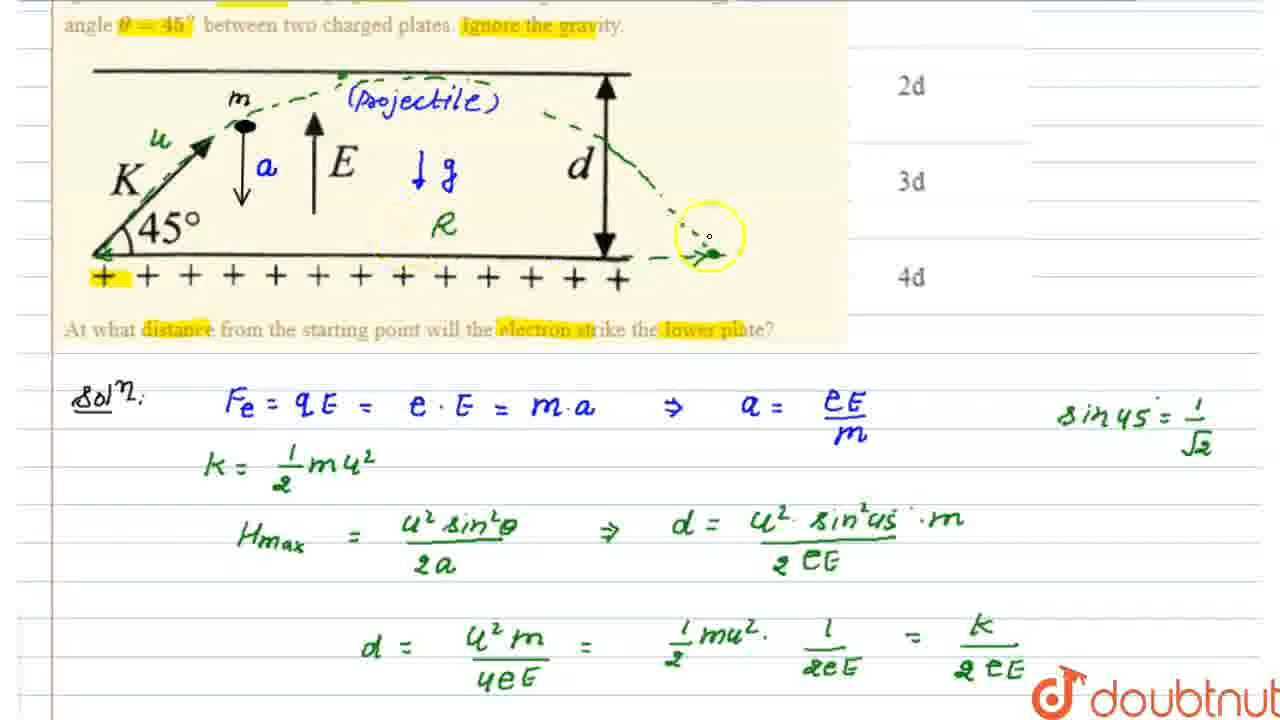 angle θ = 45° between two charged plates. Ignore the gravity.
2d
m
(projectile)
u
K
a
E
↓ g
d
3d
45°
R
+ + + + + + + + + + + + +
4d
At what distance from the starting point will the electron strike the lower plate?
Solⁿ.
Fe = qE = e · E = m · a ⇒ a = eE/m
sin 45° = 1/√2
K = 1/2 mu²
Hmax = u² sin²θ / 2a ⇒ d = u² · sin²45° · m / 2eE
d = u² m / 4eE = 1/2 mu² · 1/2eE = K / 2eE
doubtnut